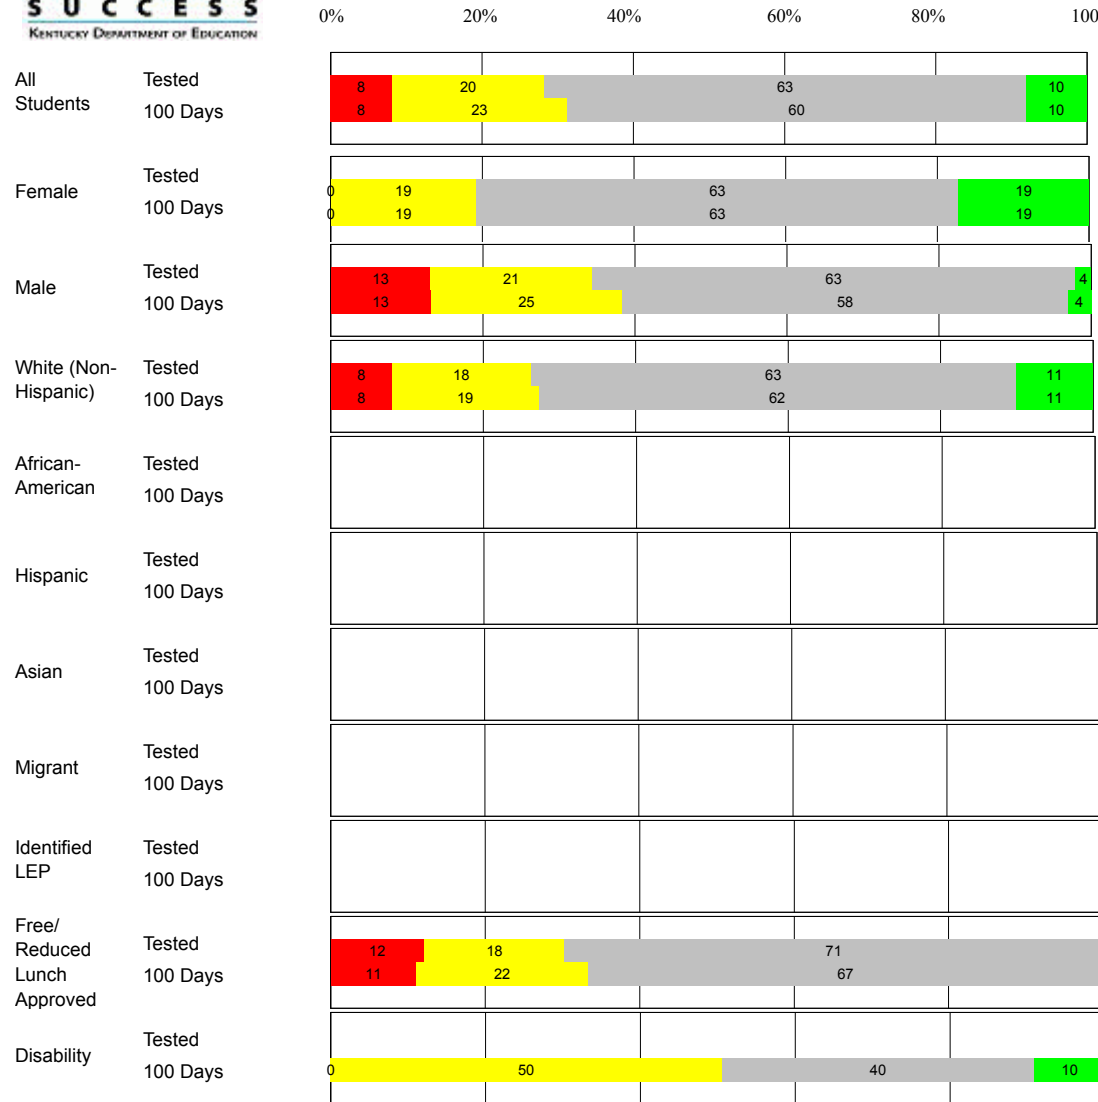 SUCCESS
KENTUCKY DEPARTMENT OF EDUCATION
0% 20% 40% 60% 80% 100
All Students
Tested 8 20 63 10
100 Days 8 23 60 10
Female
Tested 0 19 63 19
100 Days 0 19 63 19
Male
Tested 13 21 63 4
100 Days 13 25 58 4
White (Non-
Hispanic)
Tested 8 18 63 11
100 Days 8 19 62 11
African-
American
Tested
100 Days
Hispanic
Tested
100 Days
Asian
Tested
100 Days
Migrant
Tested
100 Days
Identified
LEP
Tested
100 Days
Free/
Reduced
Lunch
Approved
Tested 12 18 71
100 Days 11 22 67
Disability
Tested
100 Days 0 50 40 10